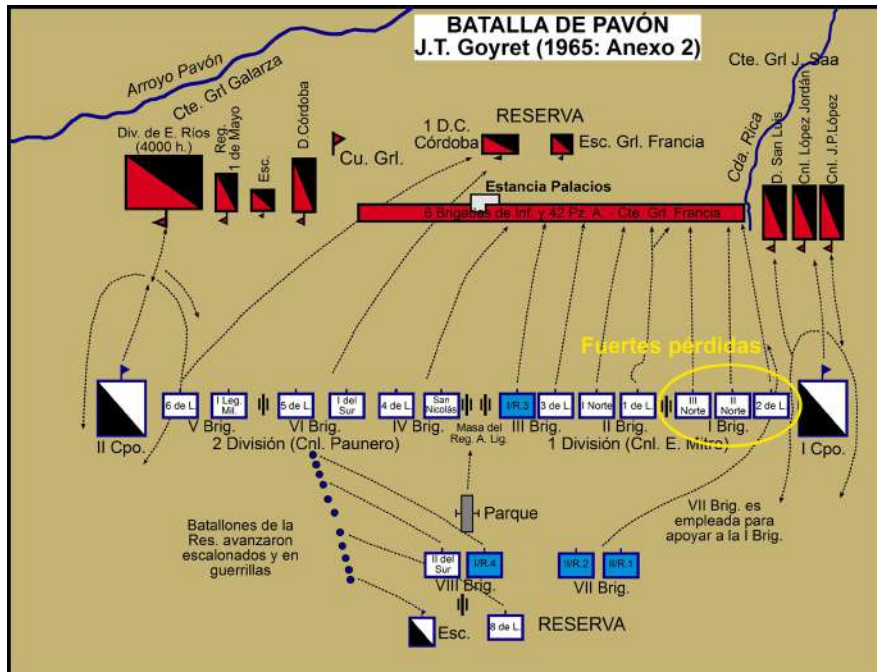 BATALLA DE PAVÓN
J.T. Goyret (1965: Anexo 2)
Arroyo Pavón
Cte. Grl Galarza
Div. de E. Ríos
(4000 h.)
Reg.
1 de Mayo
Esc.
D.Córdoba
Cu. Grl.
RESERVA
1 D.C.
Córdoba
Esc. Grl. Francia
Estancia Palacios
6 Brigadas de Inf. y 42 Pz. A. - Cte. Grl. Francia
Cda. Rica
Cte. Grl J. Saa
D. San Luis
Cnl. López Jordán
Cnl. J.P.López
Fuertes pérdidas
II Cpo.
6 de L.
I Leg.
Mil.
5 de L.
I del
Sur
4 de L.
San
Nicolás
I/R.3
3 de L.
I Norte
1 de L.
III
Norte
II
Norte
2 de L.
I Cpo.
V Brig.
VI Brig.
IV Brig.
Masa del
Reg. A. Lig.
III Brig.
II Brig.
I Brig.
2 División (Cnl. Paunero)
1 División (Cnl. E. Mitre)
Parque
Batallones de la
Res. avanzaron
escalonados y en
guerrillas
VII Brig. es
empleada para
apoyar a la I Brig.
II del
Sur
I/R.4
II/R.2
II/R.1
VIII Brig.
VII Brig.
Esc.
8 de L.
RESERVA